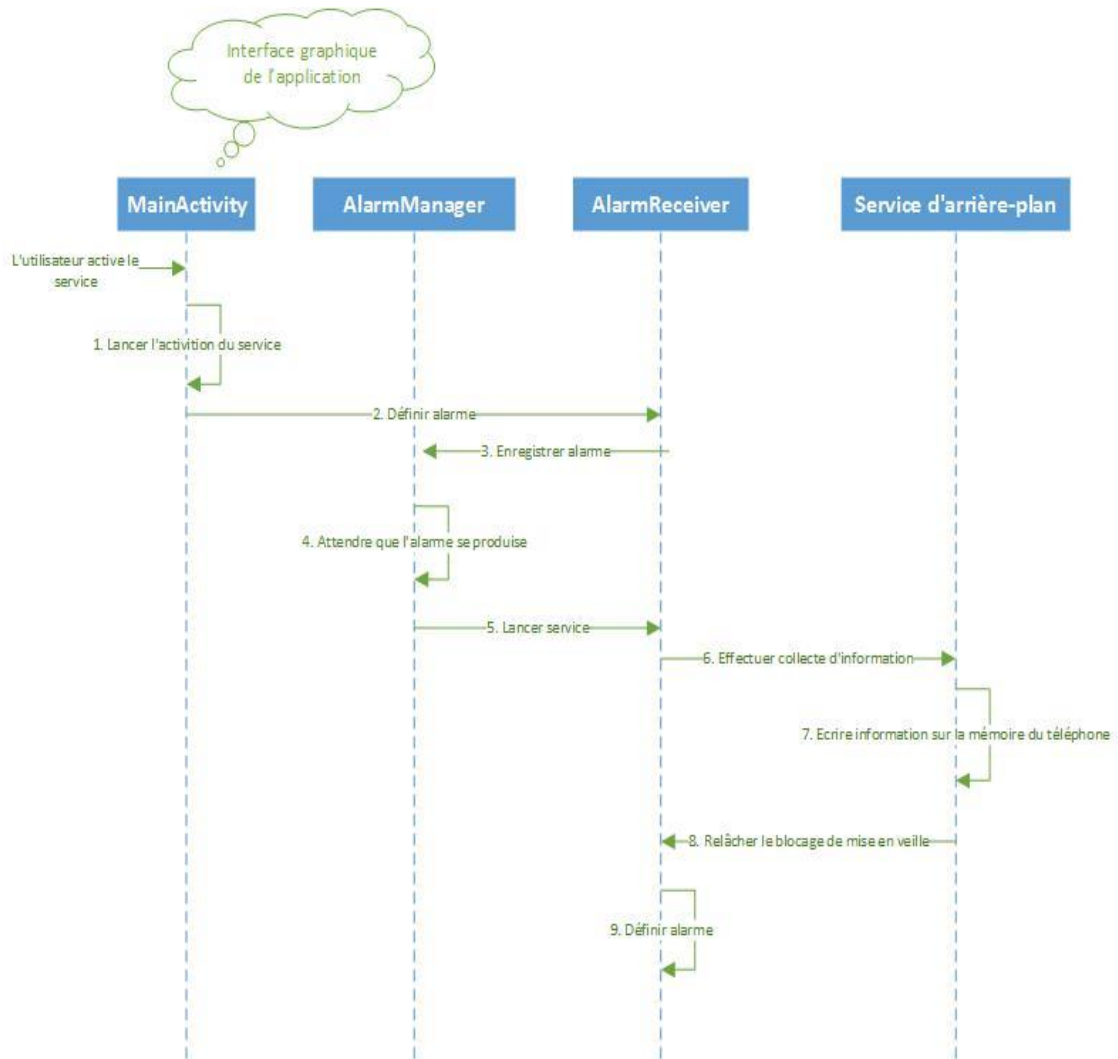 Interface graphique
de l'application
MainActivity
AlarmManager
AlarmReceiver
Service d'arrière-plan
L'utilisateur active le
service
1. Lancer l'activition du service
2. Définir alarme
3. Enregistrer alarme
4. Attendre que l'alarme se produise
5. Lancer service
6. Effectuer collecte d'information
7. Ecrire information sur la mémoire du téléphone
8. Relâcher le blocage de mise en veille
9. Définir alarme